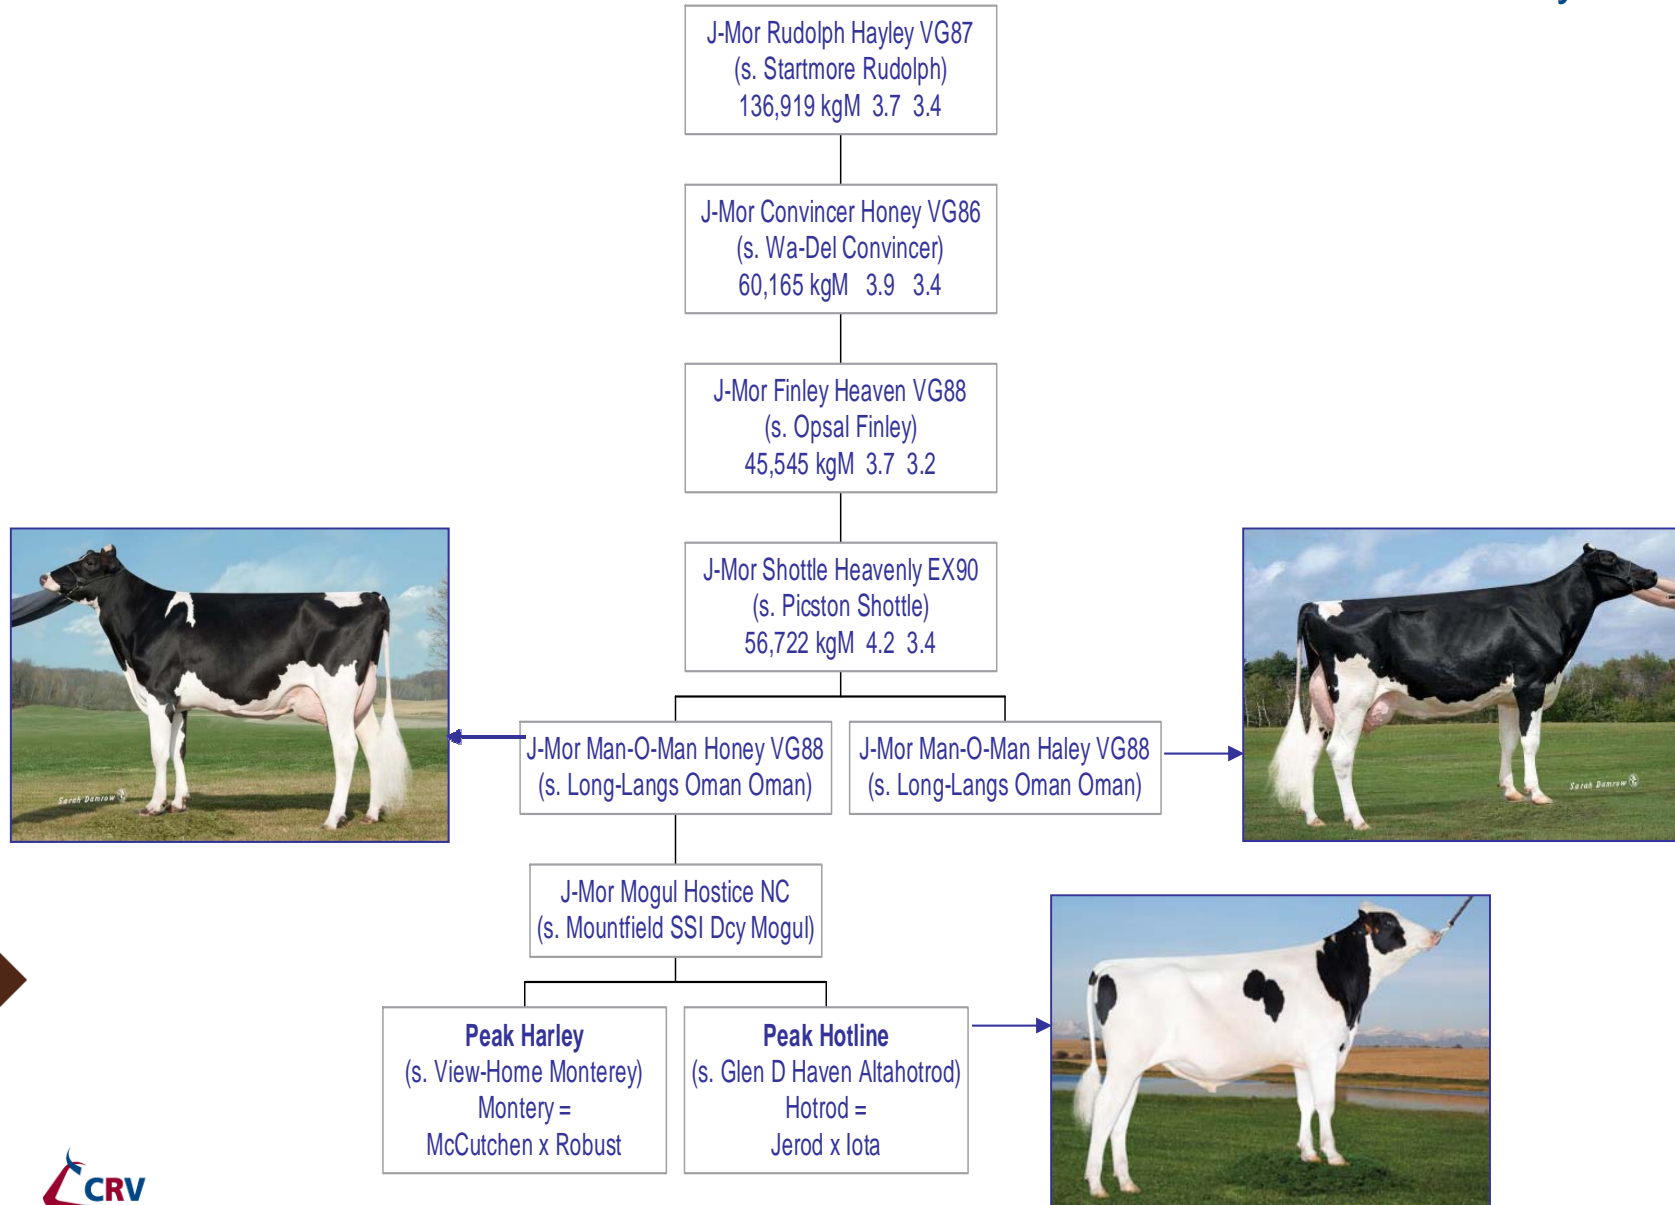 J-Mor Rudolph Hayley VG87
(s. Startmore Rudolph)
136,919 kgM 3.7 3.4
J-Mor Convincer Honey VG86
(s. Wa-Del Convincer)
60,165 kgM 3.9 3.4
J-Mor Finley Heaven VG88
(s. Opsal Finley)
45,545 kgM 3.7 3.2
J-Mor Shottle Heavenly EX90
(s. Picston Shottle)
56,722 kgM 4.2 3.4
J-Mor Man-O-Man Honey VG88
(s. Long-Langs Oman Oman)
J-Mor Man-O-Man Haley VG88
(s. Long-Langs Oman Oman)
Sarah Damrow
Sarah Damrow
J-Mor Mogul Hostice NC
(s. Mountfield SSI Dcy Mogul)
Peak Harley
(s. View-Home Monterey)
Montery =
McCutchen x Robust
Peak Hotline
(s. Glen D Haven Altahotrod)
Hotrod =
Jerod x Iota
CRV